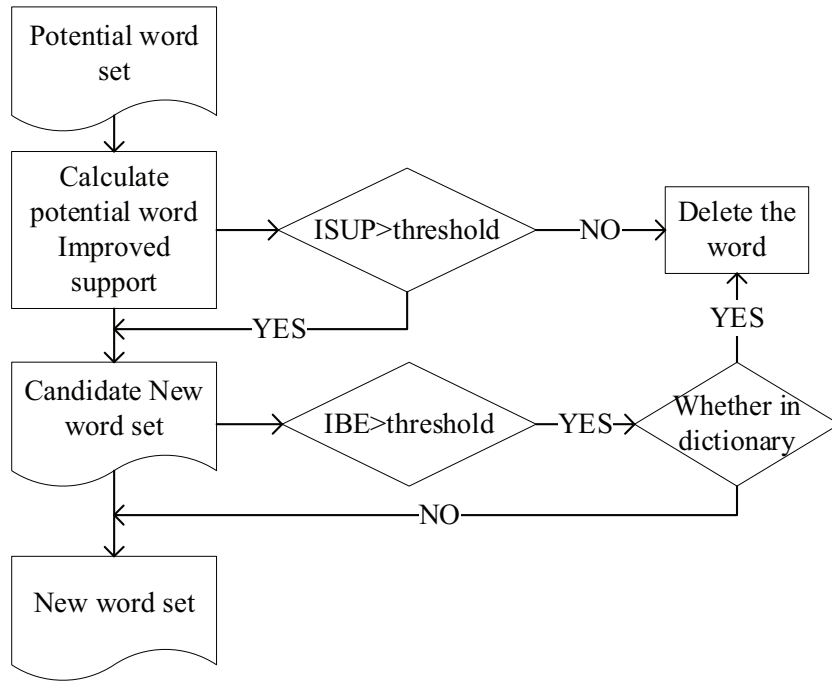 Potential word
set
Calculate
potential word
Improved
support
ISUP>threshold
NO
Delete the
word
YES
YES
Candidate New
word set
IBE>threshold
YES
Whether in
dictionary
NO
New word set